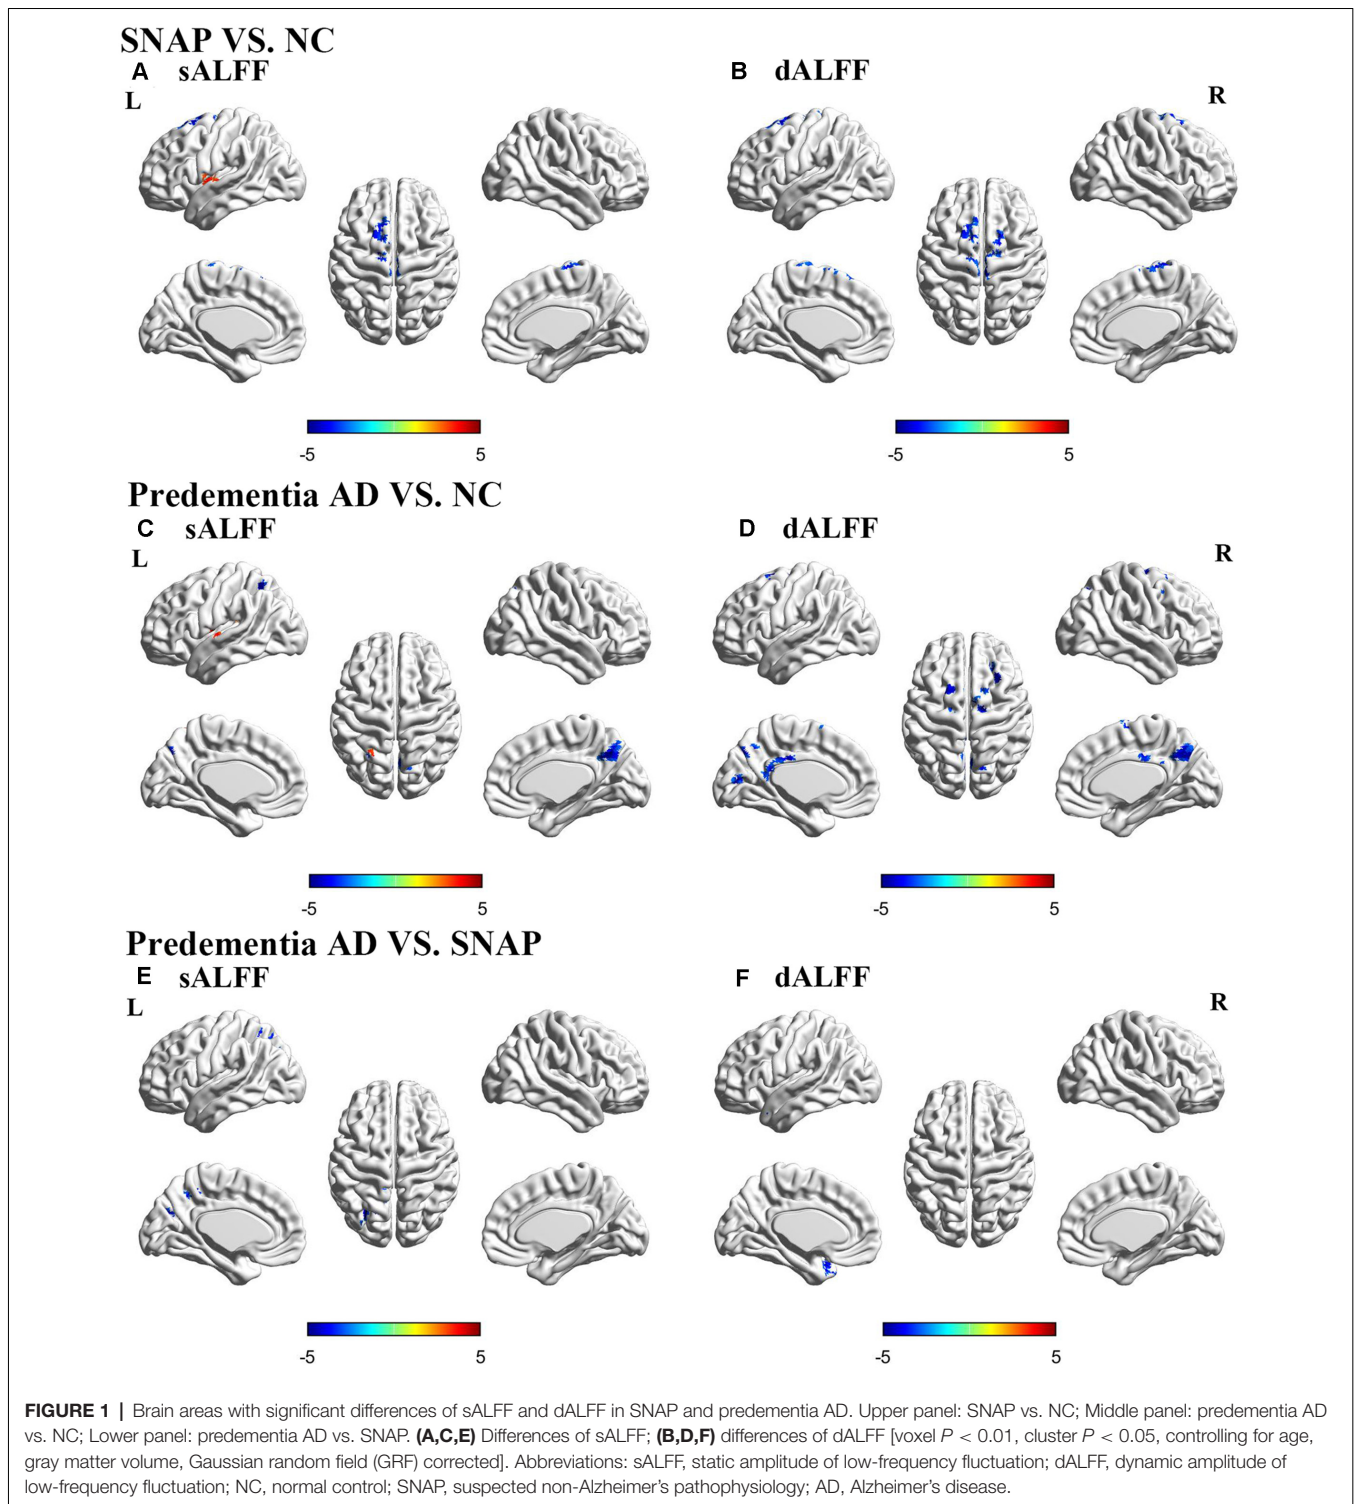 SNAP VS. NC
A sALFF
B dALFF
L
R
-5 5
-5 5
Predementia AD VS. NC
C sALFF
D dALFF
L
R
-5 5
-5 5
Predementia AD VS. SNAP
E sALFF
F dALFF
L
R
-5 5
-5 5
FIGURE 1 | Brain areas with significant differences of sALFF and dALFF in SNAP and predementia AD. Upper panel: SNAP vs. NC; Middle panel: predementia AD
vs. NC; Lower panel: predementia AD vs. SNAP. (A,C,E) Differences of sALFF; (B,D,F) differences of dALFF [voxel P < 0.01, cluster P < 0.05, controlling for age,
gray matter volume, Gaussian random field (GRF) corrected]. Abbreviations: sALFF, static amplitude of low-frequency fluctuation; dALFF, dynamic amplitude of
low-frequency fluctuation; NC, normal control; SNAP, suspected non-Alzheimer's pathophysiology; AD, Alzheimer's disease.